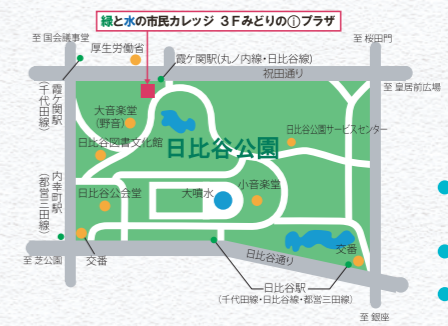 緑と水の市民カレッジ 3Fみどりのⓘプラザ
至 国会議事堂
厚生労働省
至 桜田門
霞ケ関駅(丸ノ内線・日比谷線)
祝田通り
至 皇居前広場
霞ケ関駅
(千代田線)
大音楽堂
(野音)
日比谷公園サービスセンター
日比谷図書文化館
日比谷公園
内幸町駅
(都営三田線)
日比谷公会堂
大噴水
小音楽堂
交番
至 芝公園
日比谷通り
交番
日比谷駅
(千代田線・日比谷線・都営三田線)
至 銀座